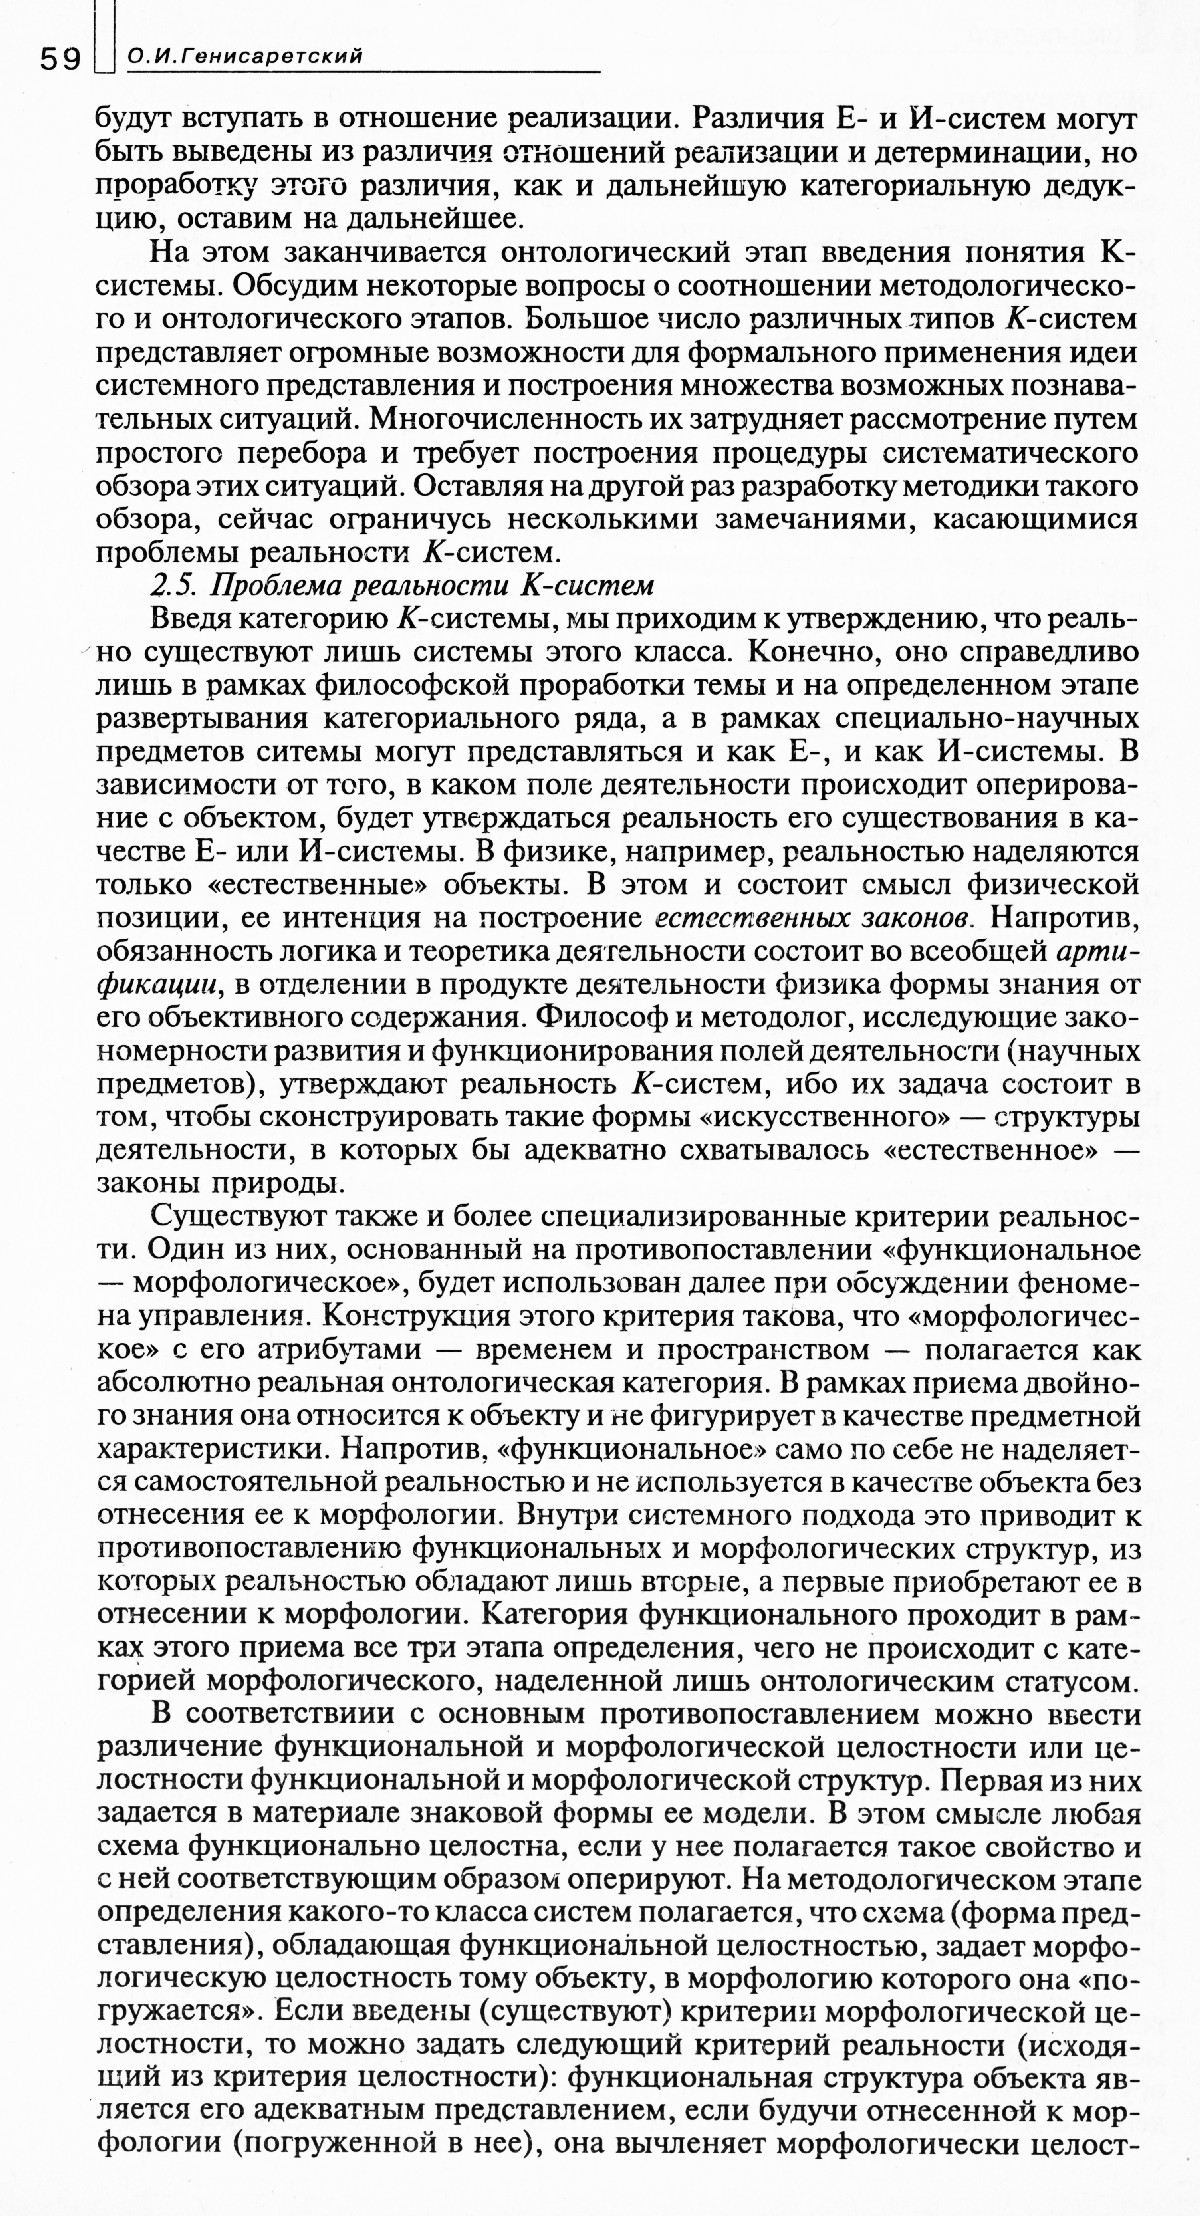 59
О.И.Генисаретский
будут вступать в отношение реализации. Различия Е- и И-систем могут
быть выведены из различия отношений реализации и детерминации, но
проработку этого различия, как и дальнейшую категориальную дедук-
цию, оставим на дальнейшее.
На этом заканчивается онтологический этап введения понятия К-
системы. Обсудим некоторые вопросы о соотношении методологическо-
го и онтологического этапов. Большое число различных типов К-систем
представляет огромные возможности для формального применения идеи
системного представления и построения множества возможных познава-
тельных ситуаций. Многочисленность их затрудняет рассмотрение путем
простого перебора и требует построения процедуры систематического
обзора этих ситуаций. Оставляя на другой раз разработку методики такого
обзора, сейчас ограничусь несколькими замечаниями, касающимися
проблемы реальности К-систем.
2.5. Проблема реальности К-систем
Введя категорию К-системы, мы приходим к утверждению, что реаль-
но существуют лишь системы этого класса. Конечно, оно справедливо
лишь в рамках философской проработки темы и на определенном этапе
развертывания категориального ряда, а в рамках специально-научных
предметов ситемы могут представляться и как Е-, и как И-системы. В
зависимости от того, в каком поле деятельности происходит оперирова-
ние с объектом, будет утверждаться реальность его существования в ка-
честве Е- или И-системы. В физике, например, реальностью наделяются
только «естественные» объекты. В этом и состоит смысл физической
позиции, ее интенция на построение естественных законов. Напротив,
обязанность логика и теоретика деятельности состоит во всеобщей арти-
фикации, в отделении в продукте деятельности физика формы знания от
его объективного содержания. Философ и методолог, исследующие зако-
номерности развития и функционирования полей деятельности (научных
предметов), утверждают реальность К-систем, ибо их задача состоит в
том, чтобы сконструировать такие формы «искусственного» — структуры
деятельности, в которых бы адекватно схватывалось «естественное» —
законы природы.
Существуют также и более специализированные критерии реальнос-
ти. Один из них, основанный на противопоставлении «функциональное
— морфологическое», будет использован далее при обсуждении феноме-
на управления. Конструкция этого критерия такова, что «морфологичес-
кое» с его атрибутами — временем и пространством — полагается как
абсолютно реальная онтологическая категория. В рамках приема двойно-
го знания она относится к объекту и не фигурирует в качестве предметной
характеристики. Напротив, «функциональное» само по себе не наделяет-
ся самостоятельной реальностью и не используется в качестве объекта без
отнесения ее к морфологии. Внутри системного подхода это приводит к
противопоставлению функциональных и морфологических структур, из
которых реальностью обладают лишь вторые, а первые приобретают ее в
отнесении к морфологии. Категория функционального проходит в рам-
ках этого приема все три этапа определения, чего не происходит с кате-
горией морфологического, наделенной лишь онтологическим статусом.
В соответствиии с основным противопоставлением можно ввести
различение функциональной и морфологической целостности или це-
лостности функциональной и морфологической структур. Первая из них
задается в материале знаковой формы ее модели. В этом смысле любая
схема функционально целостна, если у нее полагается такое свойство и
с ней соответствующим образом оперируют. На методологическом этапе
определения какого-то класса систем полагается, что схема (форма пред-
ставления), обладающая функциональной целостностью, задает морфо-
логическую целостность тому объекту, в морфологию которого она «по-
гружается». Если введены (существуют) критерии морфологической це-
лостности, то можно задать следующий критерий реальности (исходя-
щий из критерия целостности): функциональная структура объекта яв-
ляется его адекватным представлением, если будучи отнесенной к мор-
фологии (погруженной в нее), она вычленяет морфологически целост-